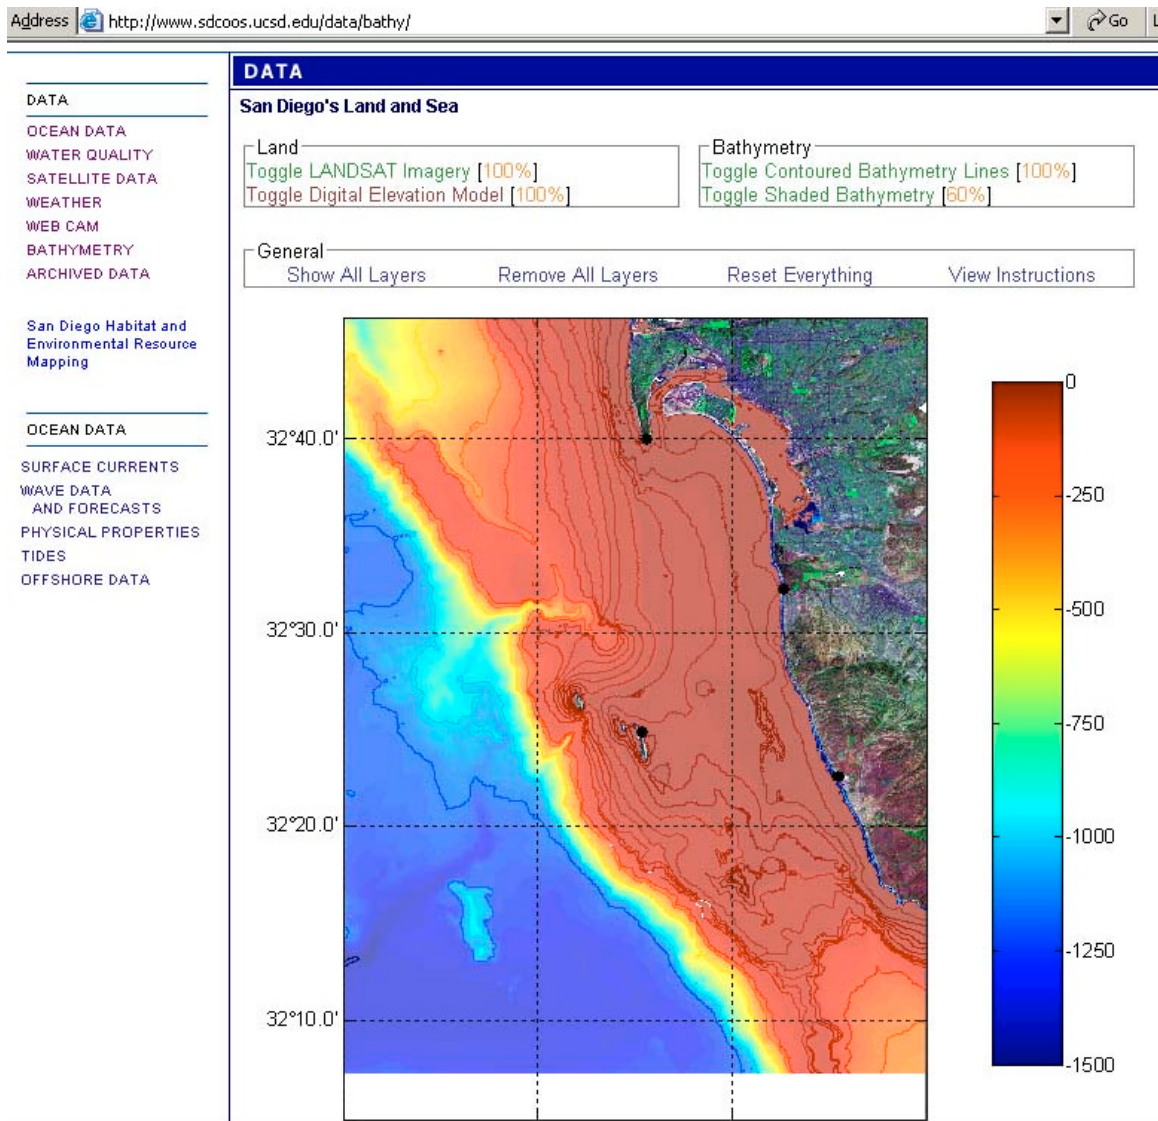 Address http://www.sdcoos.ucsd.edu/data/bathy/ Go L
DATA
OCEAN DATA
WATER QUALITY
SATELLITE DATA
WEATHER
WEB CAM
BATHYMETRY
ARCHIVED DATA
San Diego Habitat and
Environmental Resource
Mapping
OCEAN DATA
SURFACE CURRENTS
WAVE DATA
AND FORECASTS
PHYSICAL PROPERTIES
TIDES
OFFSHORE DATA
DATA
San Diego's Land and Sea
Land
Toggle LANDSAT Imagery [100%]
Toggle Digital Elevation Model [100%]
Bathymetry
Toggle Contoured Bathymetry Lines [100%]
Toggle Shaded Bathymetry [60%]
General
Show All Layers Remove All Layers Reset Everything View Instructions
32°40.0'
32°30.0'
32°20.0'
32°10.0'
0
-250
-500
-750
-1000
-1250
-1500